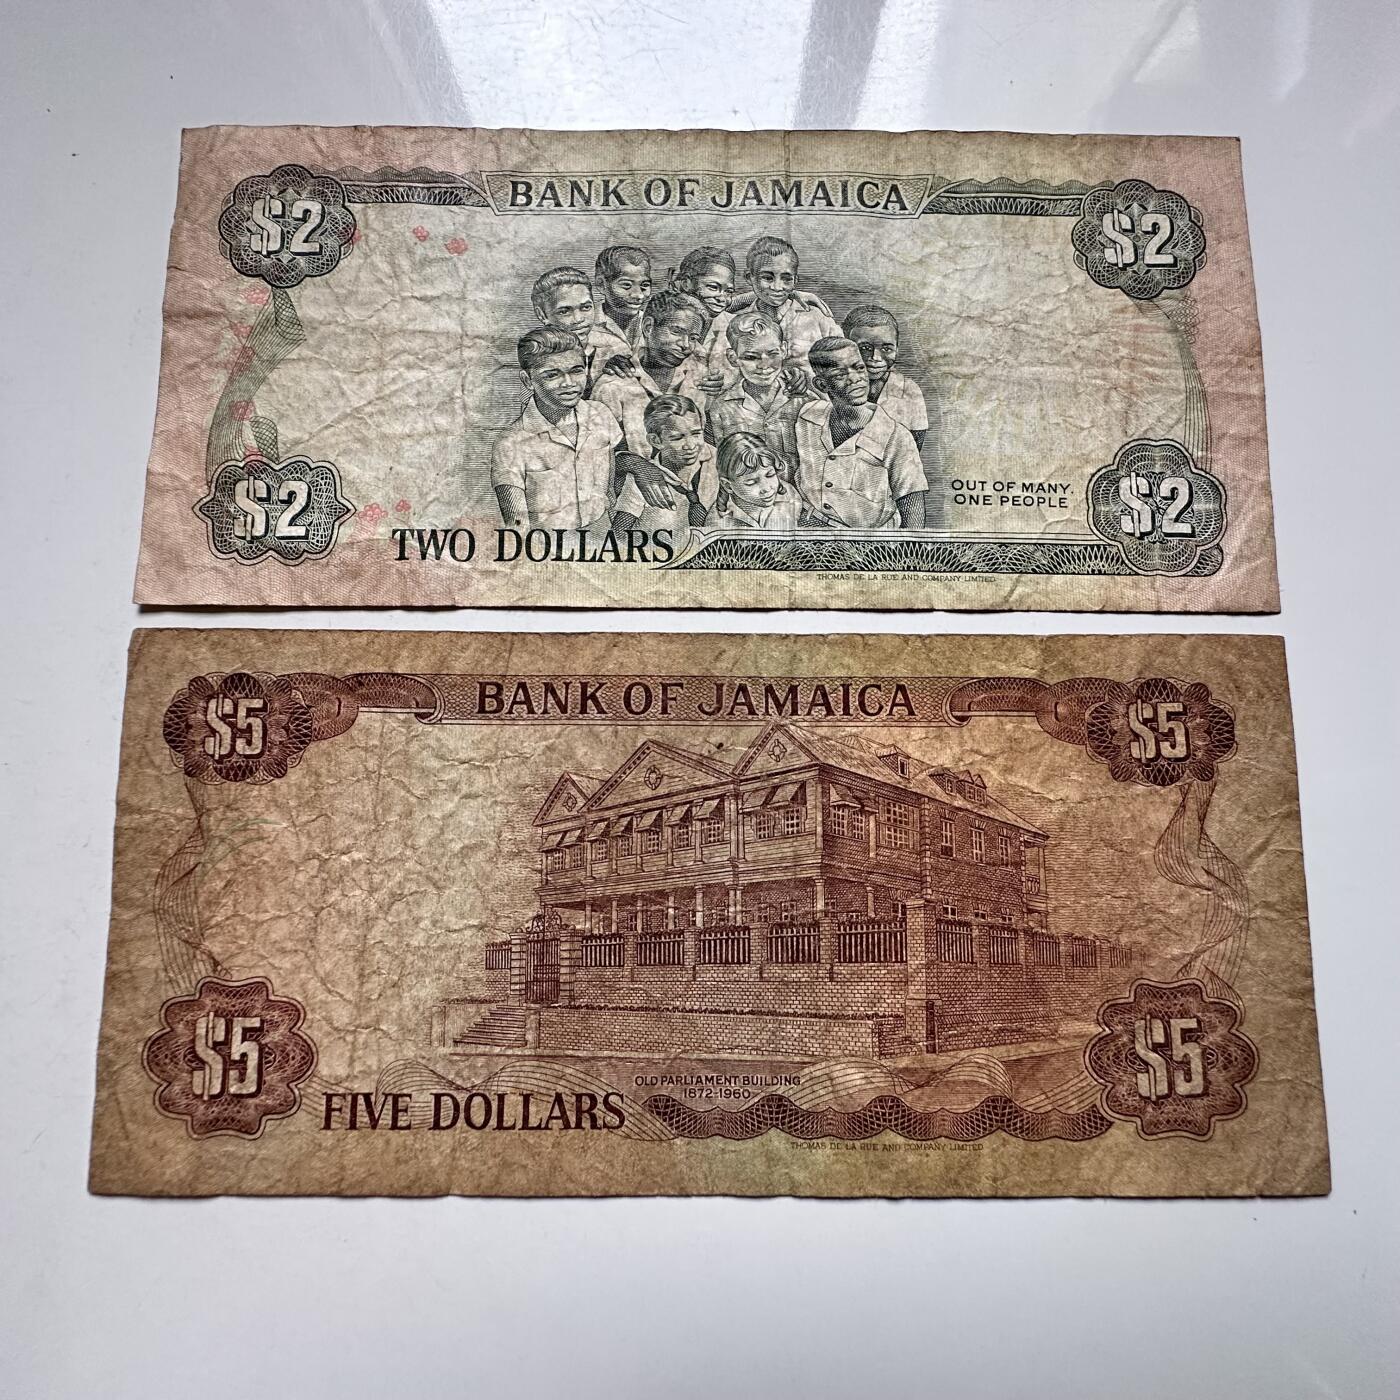 BANK OF JAMAICA
$2
$2
OUT OF MANY,
ONE PEOPLE
$2
$2
TWO DOLLARS
THOMAS DE LA RUE AND COMPANY LIMITED
BANK OF JAMAICA
$5
$5
$5
$5
OLD PARLIAMENT BUILDING
1872-1960
FIVE DOLLARS
THOMAS DE LA RUE AND COMPANY LIMITED